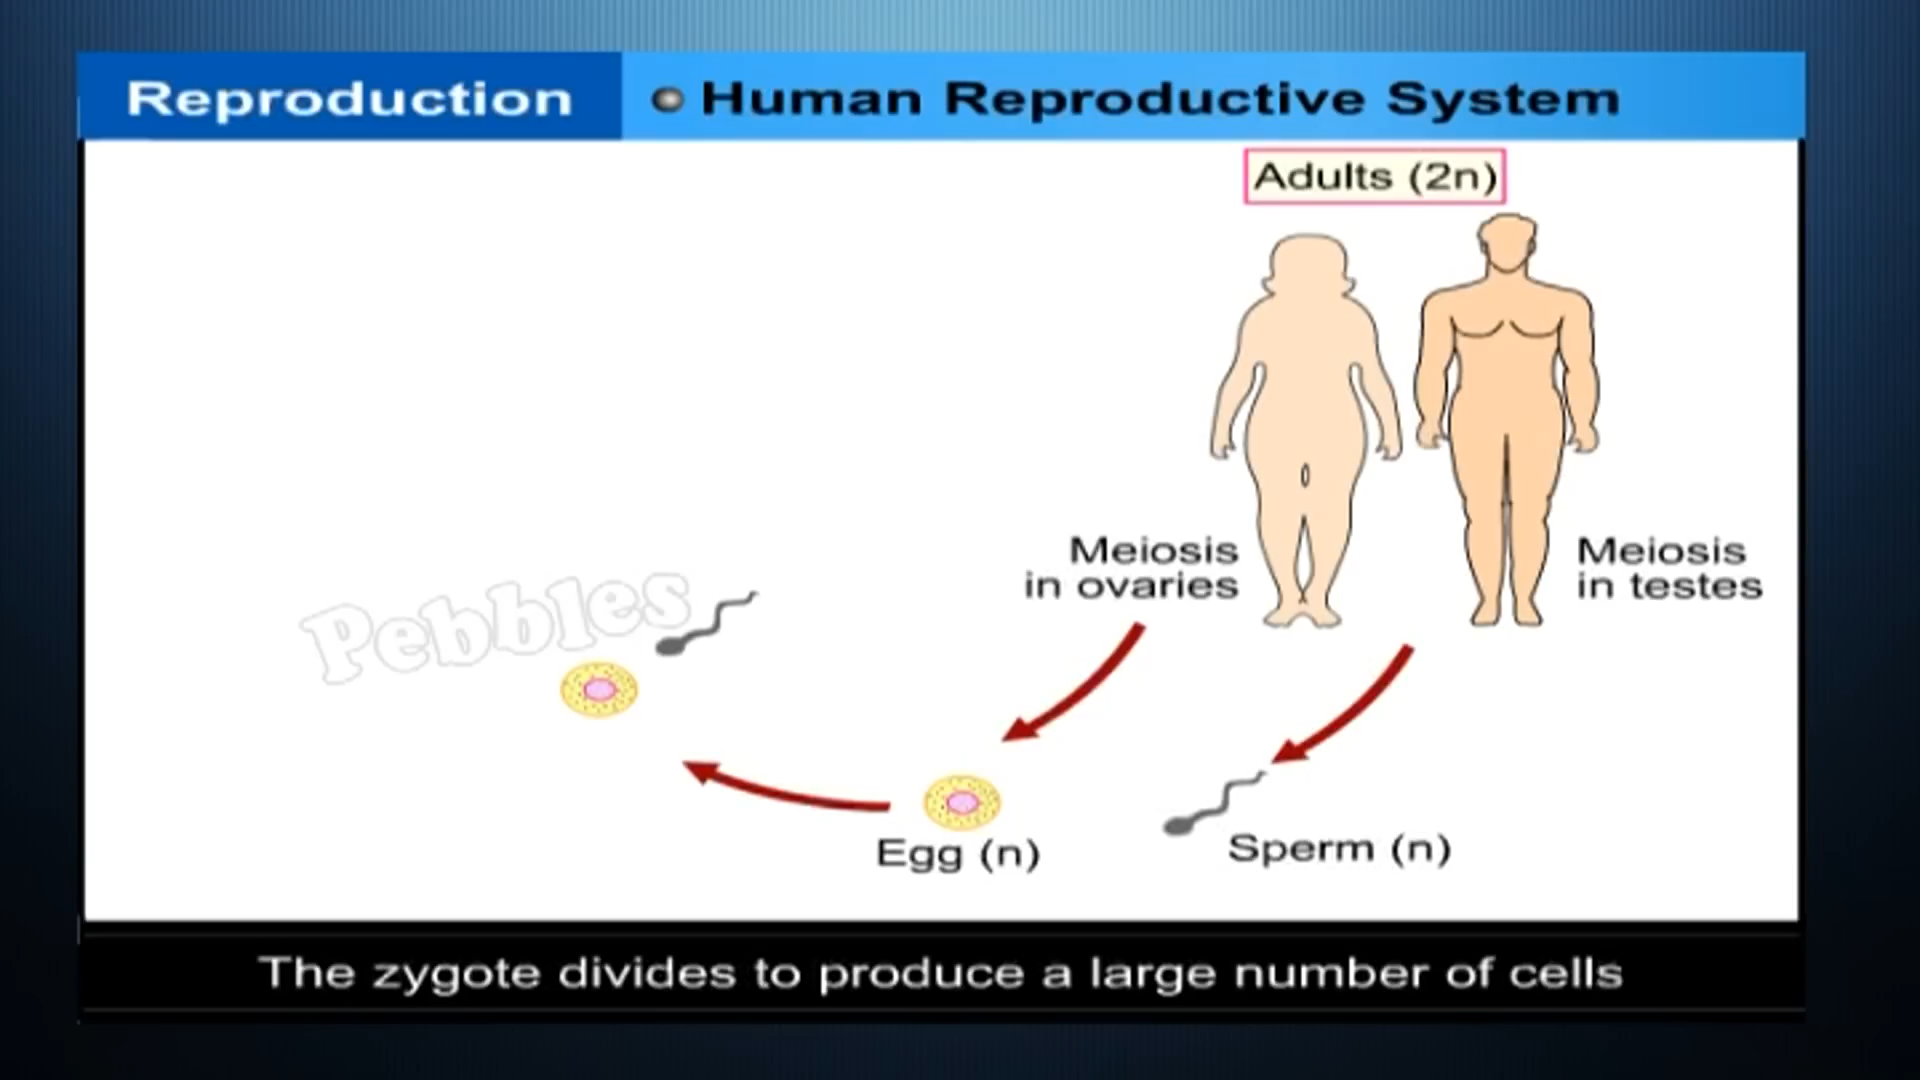 Reproduction
Human Reproductive System
Adults (2n)
Meiosis
in ovaries
Meiosis
in testes
Pebbles
Egg (n)
Sperm (n)
The zygote divides to produce a large number of cells